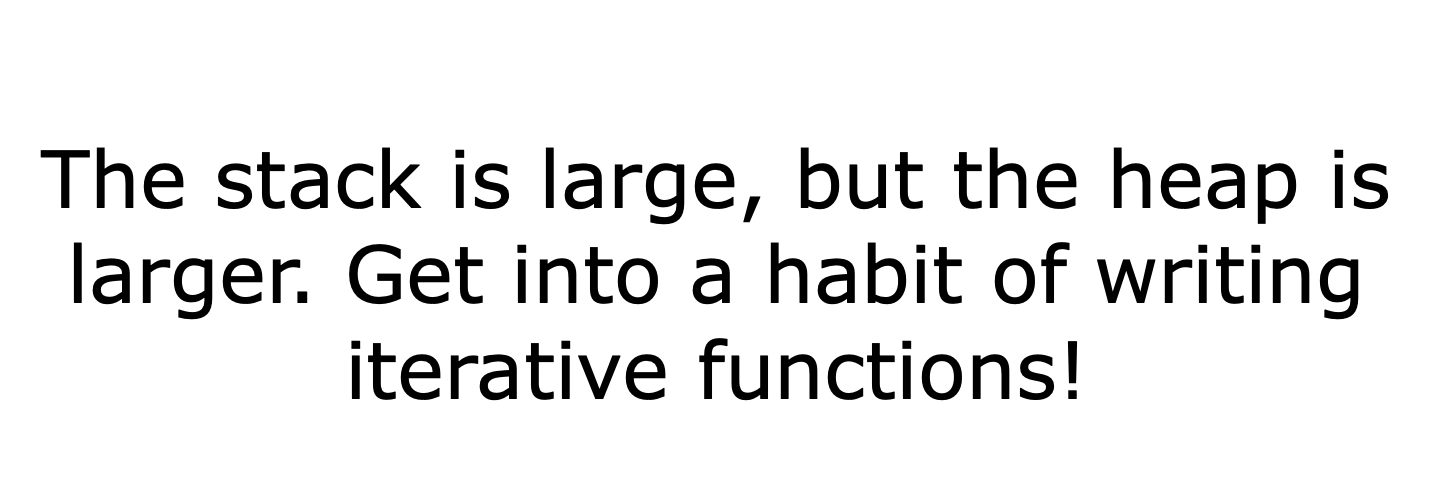 The stack is large, but the heap is
larger. Get into a habit of writing
iterative functions!